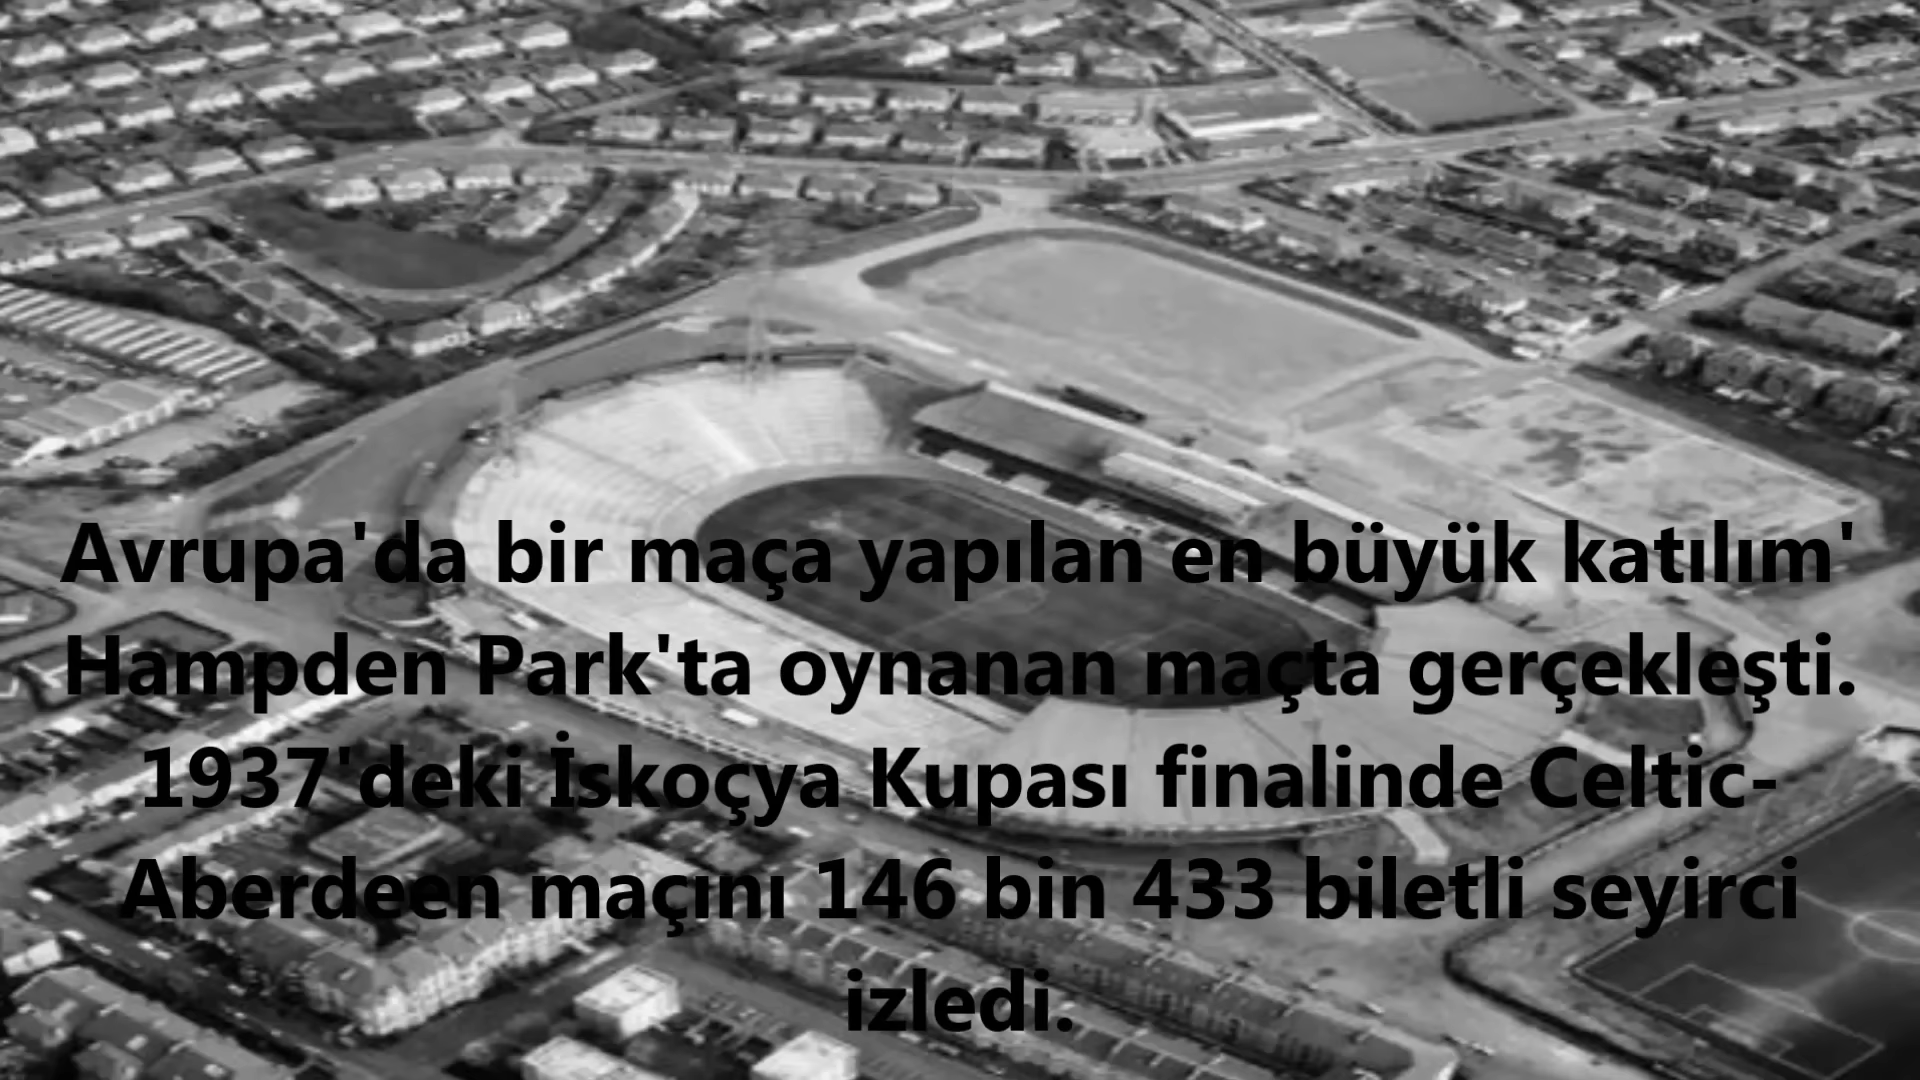 Avrupa'da bir maça yapılan en büyük katılım'
Hampden Park'ta oynanan maçta gerçekleşti.
1937'deki İskoçya Kupası finalinde Celtic-
Aberdeen maçını 146 bin 433 biletli seyirci
izledi.